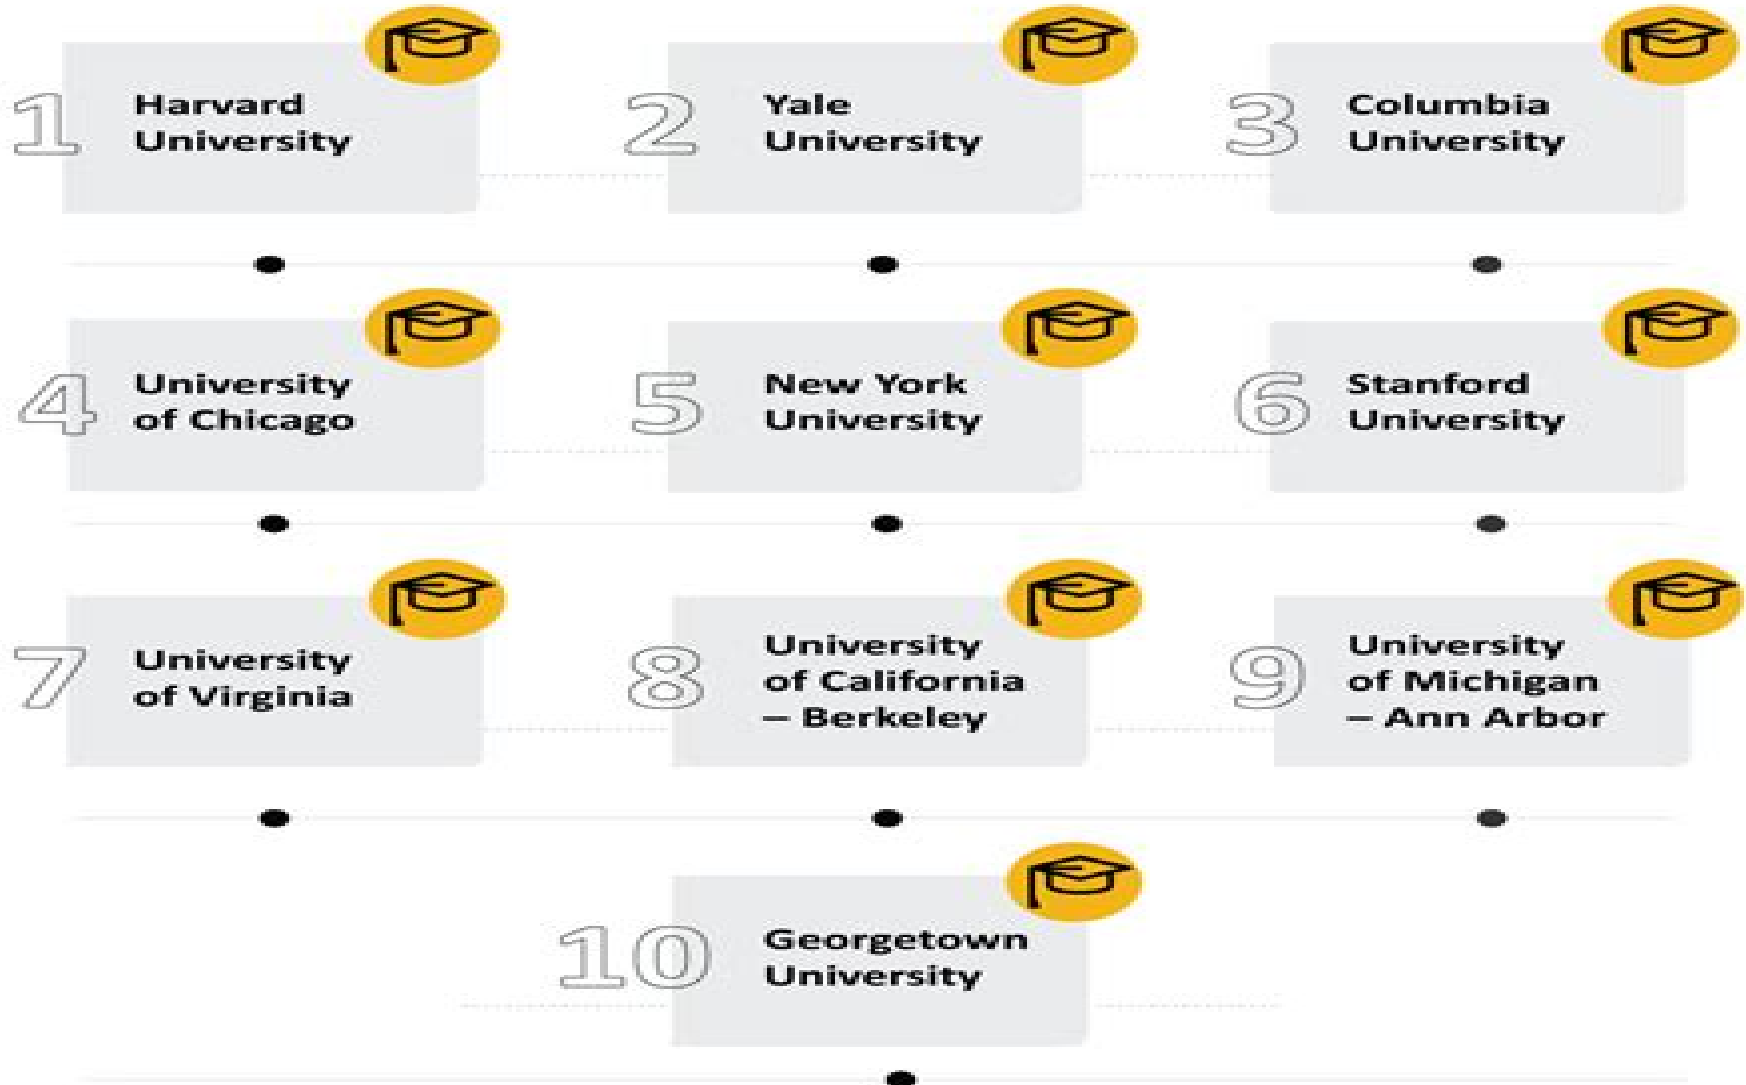 1
Harvard
University
2
Yale
University
3
Columbia
University
4
University
of Chicago
5
New York
University
6
Stanford
University
7
University
of Virginia
8
University
of California
– Berkeley
9
University
of Michigan
– Ann Arbor
10
Georgetown
University